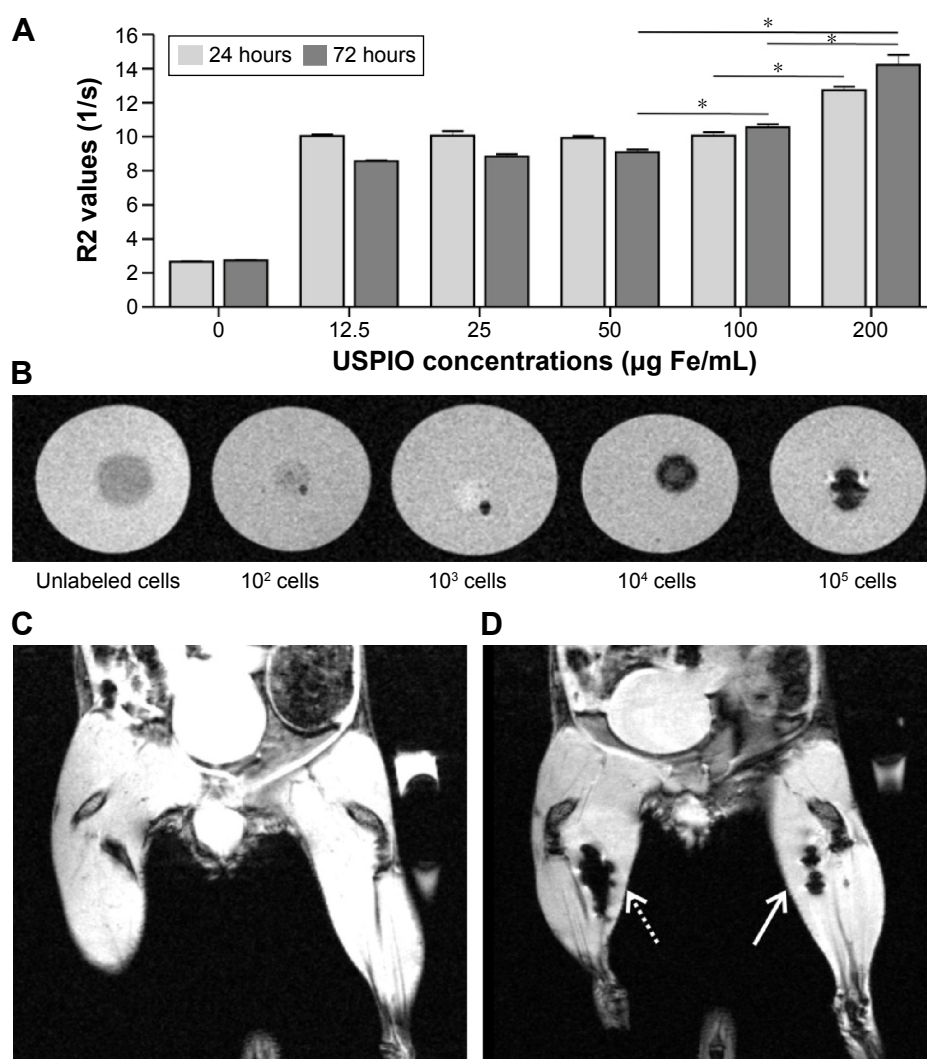 A
R2 values (1/s)
16
14
12
10
8
6
4
2
0
24 hours
72 hours
*
*
*
*
0 12.5 25 50 100 200
USPIO concentrations (µg Fe/mL)
B
Unlabeled cells 10² cells 10³ cells 10⁴ cells 10⁵ cells
C
D